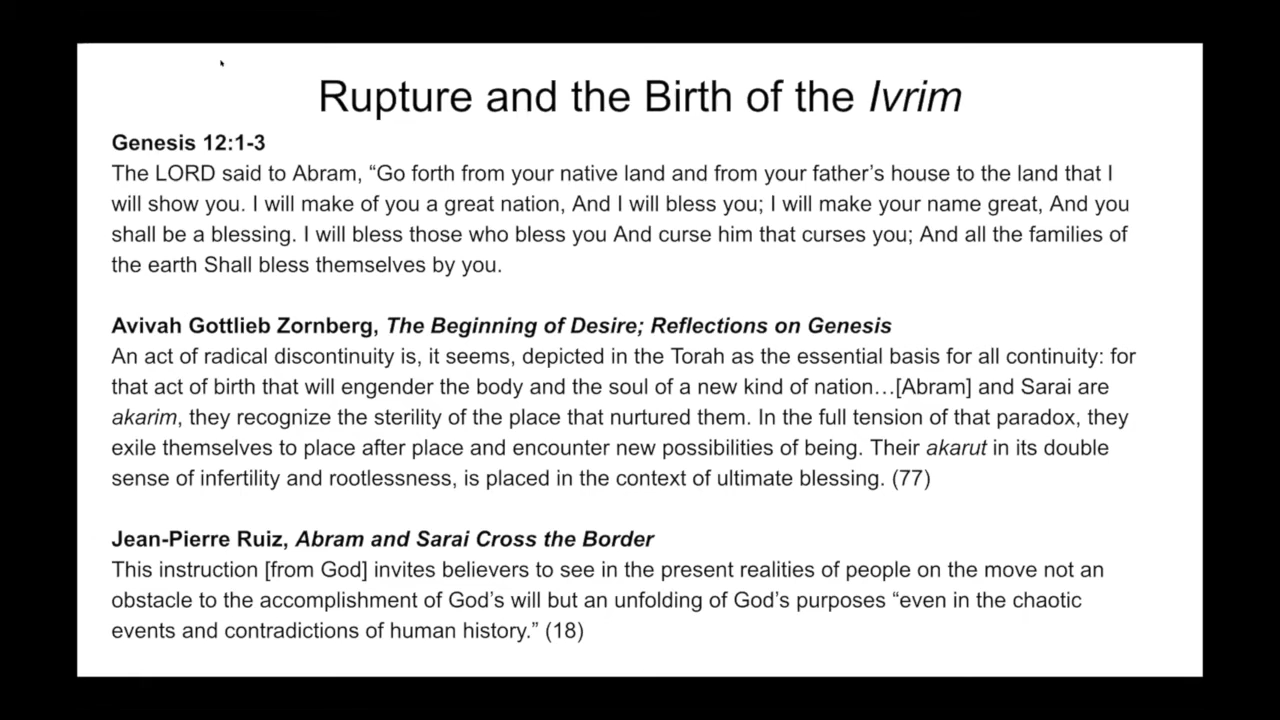 Rupture and the Birth of the Ivrim
Genesis 12:1-3
The LORD said to Abram, “Go forth from your native land and from your father’s house to the land that I
will show you. I will make of you a great nation, And I will bless you; I will make your name great, And you
shall be a blessing. I will bless those who bless you And curse him that curses you; And all the families of
the earth Shall bless themselves by you.
Avivah Gottlieb Zornberg, The Beginning of Desire; Reflections on Genesis
An act of radical discontinuity is, it seems, depicted in the Torah as the essential basis for all continuity: for
that act of birth that will engender the body and the soul of a new kind of nation…[Abram] and Sarai are
akarim, they recognize the sterility of the place that nurtured them. In the full tension of that paradox, they
exile themselves to place after place and encounter new possibilities of being. Their akarut in its double
sense of infertility and rootlessness, is placed in the context of ultimate blessing. (77)
Jean-Pierre Ruiz, Abram and Sarai Cross the Border
This instruction [from God] invites believers to see in the present realities of people on the move not an
obstacle to the accomplishment of God’s will but an unfolding of God’s purposes “even in the chaotic
events and contradictions of human history.” (18)